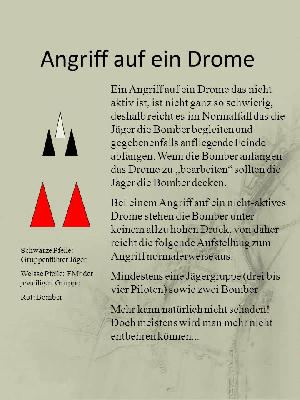 Angriff auf ein Drome
Ein Angriff auf ein Drome das nicht
aktiv ist, ist nicht ganz so schwierig,
deshalb reicht es im Normalfall das die
Jäger die Bomber begleiten und
gegebenenfalls anfliegende Feinde
abfangen. Wenn die Bomber anfangen
das Drome zu „bearbeiten“ sollten die
Jäger die Bomber decken.
Bei einem Angriff auf ein nicht-aktives
Drome stehen die Bomber unter
keinem allzu hohen Druck, von daher
reicht die folgende Aufstellung zum
Angriff normalerweise aus:
Mindestens eine Jägergruppe (drei bis
vier Piloten) sowie zwei Bomber
Mehr kann natürlich nicht schaden!
Doch meistens wird man mehr nicht
entbehren können...
Schwarze Pfeile:
Gruppenführer Jäger
Weisse Pfeile: der
jeweiligen Gruppe
Rot: Bomber